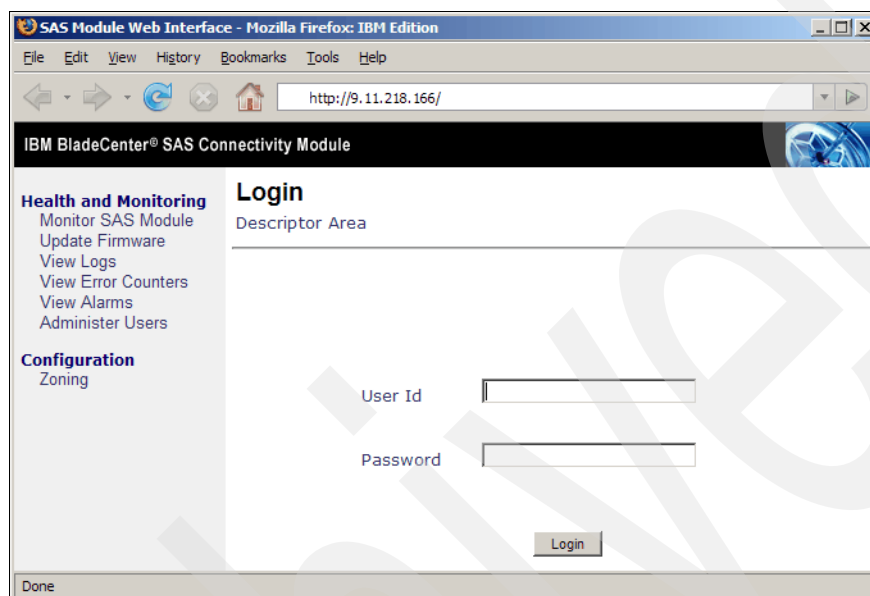 SAS Module Web Interface - Mozilla Firefox: IBM Edition
File Edit View History Bookmarks Tools Help
http://9.11.218.166/
IBM BladeCenter® SAS Connectivity Module
Health and Monitoring
Monitor SAS Module
Update Firmware
View Logs
View Error Counters
View Alarms
Administer Users
Configuration
Zoning
Login
Descriptor Area
User Id
Password
Login
Done